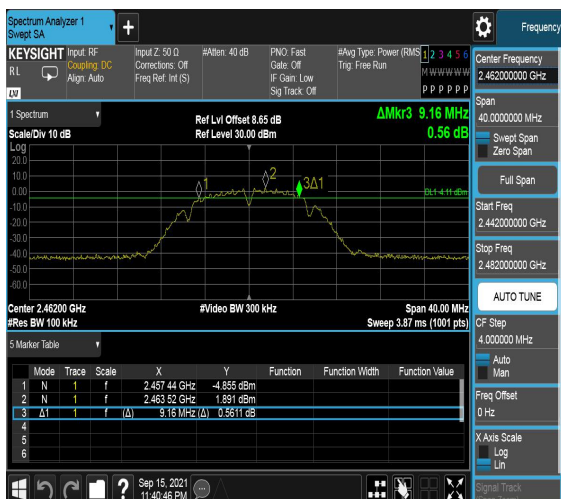 Spectrum Analyzer 1
Swept SA
+
Frequency
KEYSIGHT
Input: RF
Coupling: DC
Align: Auto
RL
LXI
Input Z: 50 Ω
Corrections: Off
Freq Ref: Int (S)
#Atten: 40 dB
PNO: Fast
Gate: Off
IF Gain: Low
Sig Track: Off
#Avg Type: Power (RMS
Trig: Free Run
1 2 3 4 5 6
M W W W W W
P P P P P P
1 Spectrum
Scale/Div 10 dB
Ref Lvl Offset 8.65 dB
Ref Level 30.00 dBm
ΔMkr3 9.16 MHz
0.56 dB
Log
20.0
10.0
0.00
-10.0
-20.0
-30.0
-40.0
-50.0
-60.0
1
2
3Δ1
DL1 -4.11 dBm
Center 2.46200 GHz
#Video BW 300 kHz
Span 40.00 MHz
#Res BW 100 kHz
Sweep 3.87 ms (1001 pts)
5 Marker Table
Mode Trace Scale X Y Function Function Width Function Value
1 N 1 f 2.457 44 GHz -4.855 dBm
2 N 1 f 2.463 52 GHz 1.891 dBm
3 Δ1 1 f (Δ) 9.16 MHz (Δ) 0.5611 dB
4
5
6
Sep 15, 2021
11:40:46 PM
?
Center Frequency
2.462000000 GHz
Span
40.0000000 MHz
Swept Span
Zero Span
Full Span
Start Freq
2.442000000 GHz
Stop Freq
2.482000000 GHz
AUTO TUNE
CF Step
4.000000 MHz
Auto
Man
Freq Offset
0 Hz
X Axis Scale
Log
Lin
Signal Track